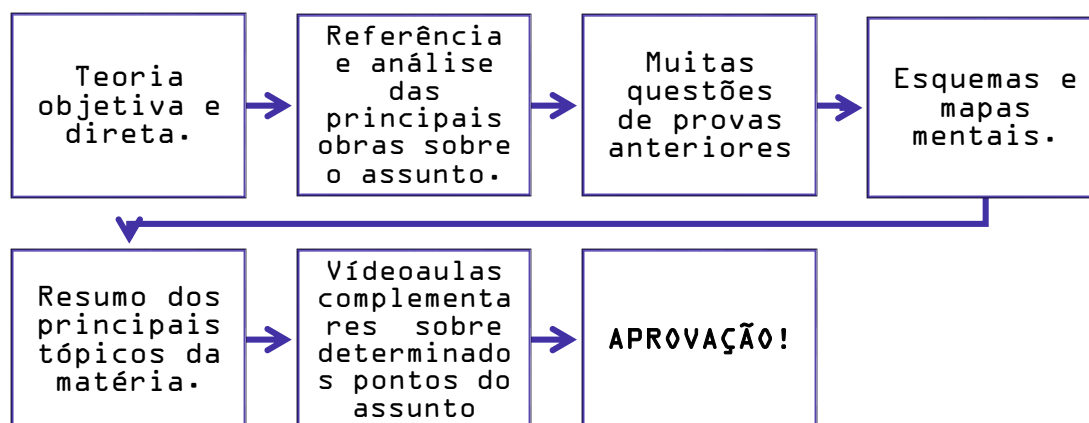 Teoria
objetiva e
direta.
Referência
e análise
das
principais
obras sobre
o assunto.
Muitas
questões
de provas
anteriores
Esquemas e
mapas
mentais.
Resumo dos
principais
tópicos da
matéria.
Vídeoaulas
complementa
res sobre
determinado
s pontos do
assunto
APROVAÇÃO!